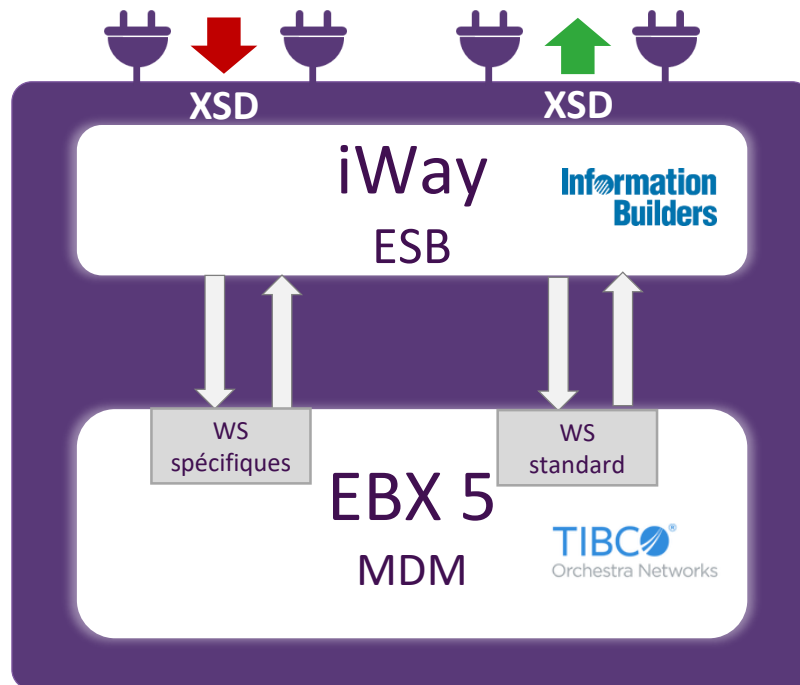 XSD
XSD
iWay
ESB
Information
Builders
WS
spécifiques
WS
standard
EBX 5
MDM
TIBCO®
Orchestra Networks